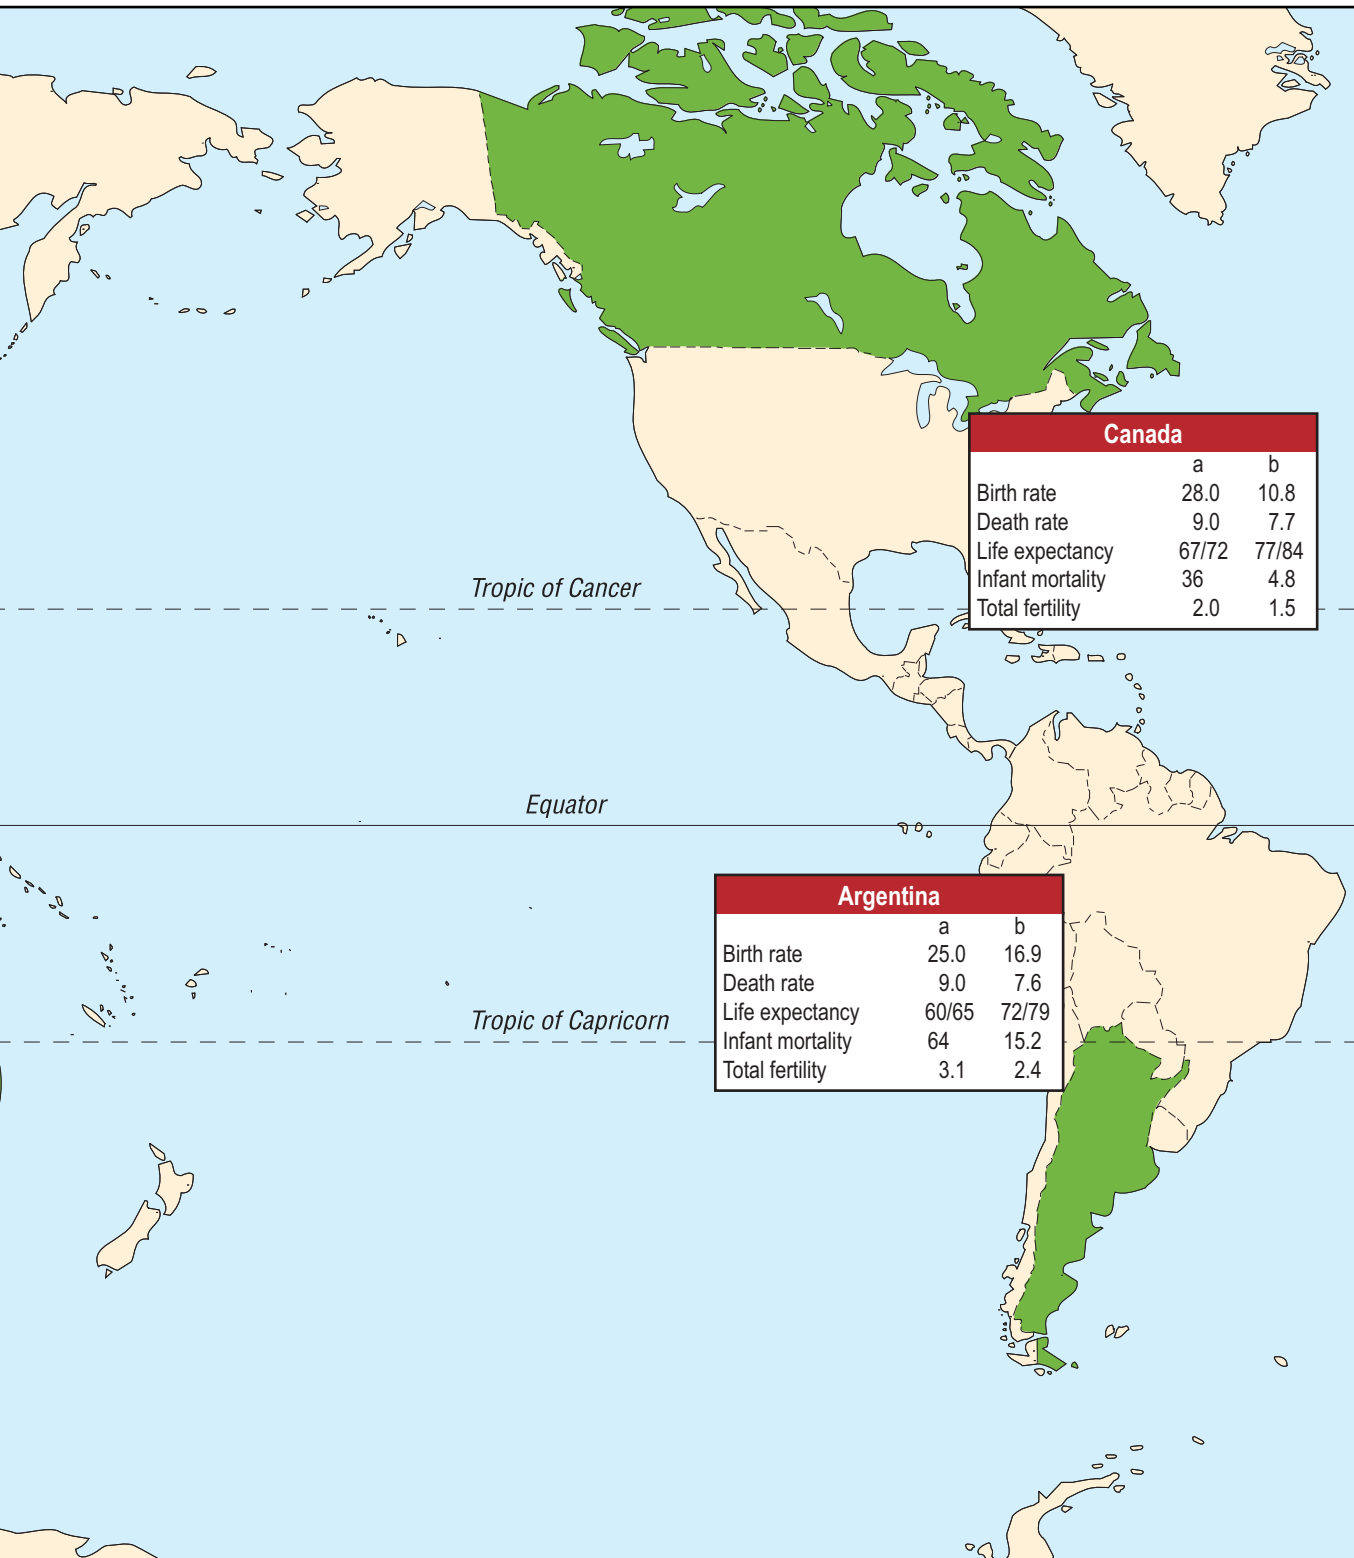 Canada
a b
Birth rate 28.0 10.8
Death rate 9.0 7.7
Life expectancy 67/72 77/84
Infant mortality 36 4.8
Total fertility 2.0 1.5
Tropic of Cancer
Equator
Argentina
a b
Birth rate 25.0 16.9
Death rate 9.0 7.6
Life expectancy 60/65 72/79
Infant mortality 64 15.2
Total fertility 3.1 2.4
Tropic of Capricorn